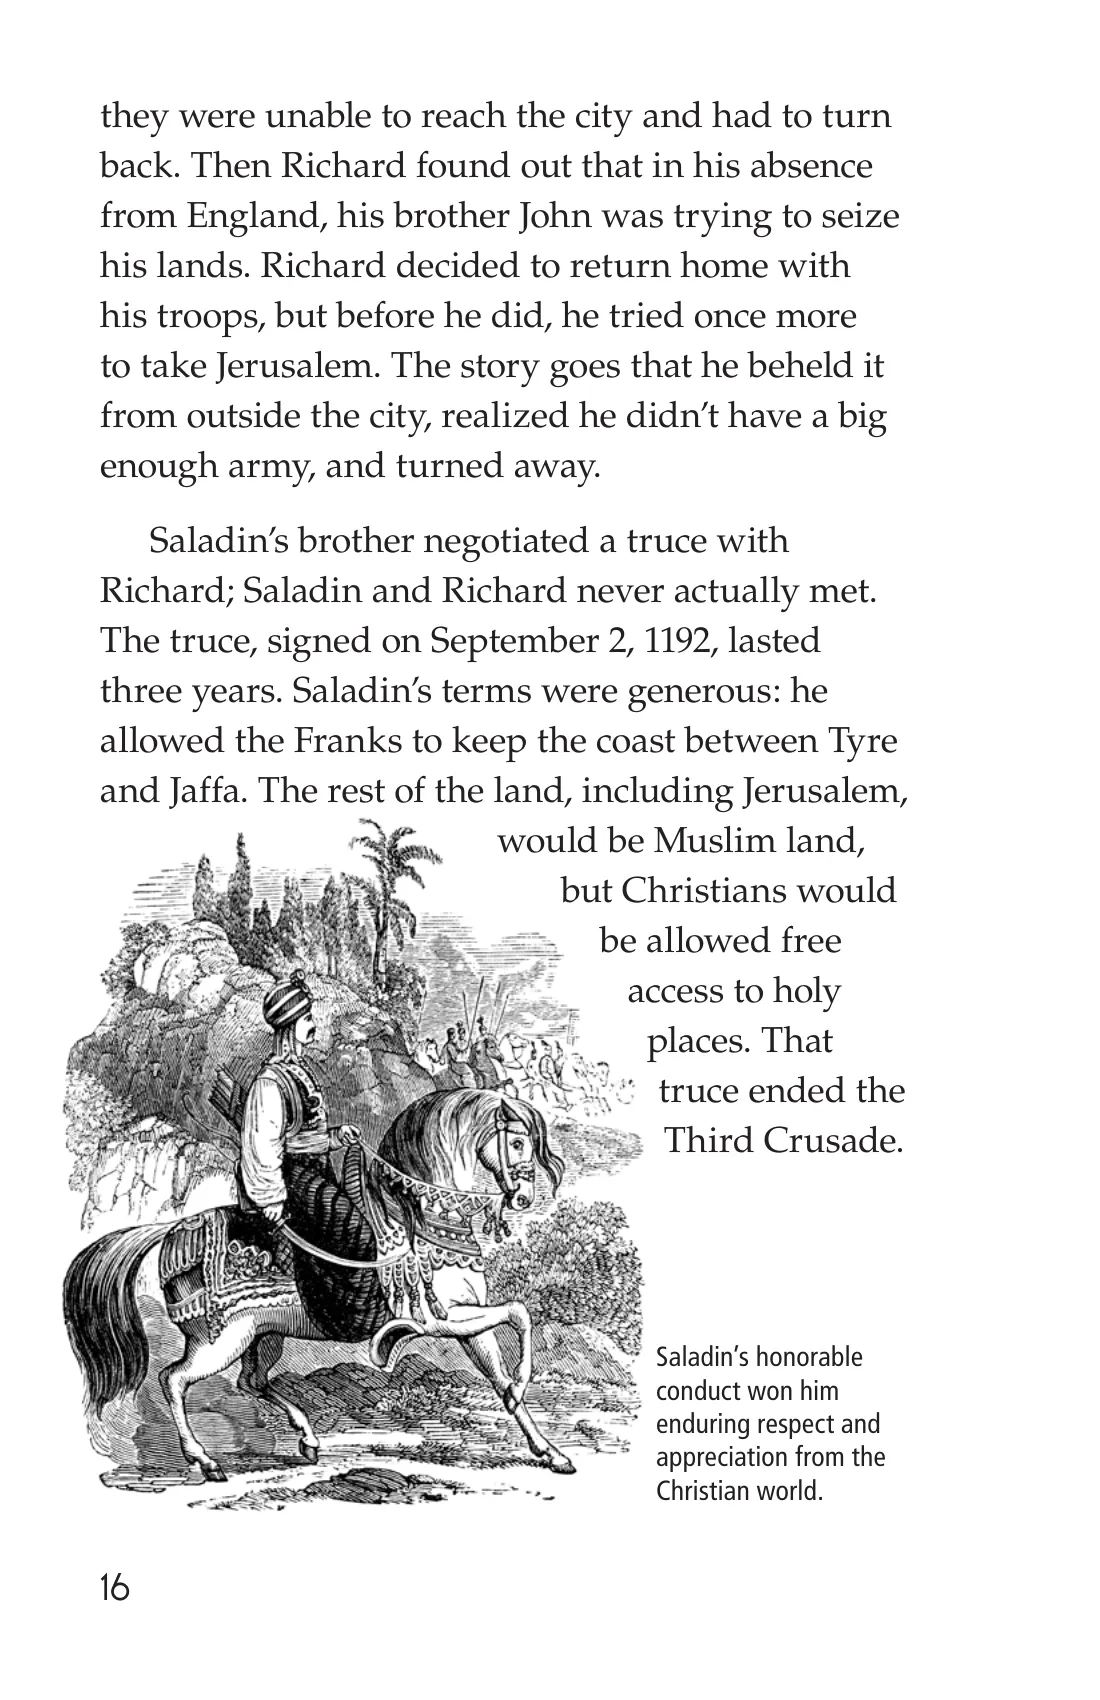 they were unable to reach the city and had to turn
back. Then Richard found out that in his absence
from England, his brother John was trying to seize
his lands. Richard decided to return home with
his troops, but before he did, he tried once more
to take Jerusalem. The story goes that he beheld it
from outside the city, realized he didn’t have a big
enough army, and turned away.
Saladin’s brother negotiated a truce with
Richard; Saladin and Richard never actually met.
The truce, signed on September 2, 1192, lasted
three years. Saladin’s terms were generous: he
allowed the Franks to keep the coast between Tyre
and Jaffa. The rest of the land, including Jerusalem,
would be Muslim land,
but Christians would
be allowed free
access to holy
places. That
truce ended the
Third Crusade.
Saladin’s honorable
conduct won him
enduring respect and
appreciation from the
Christian world.
16